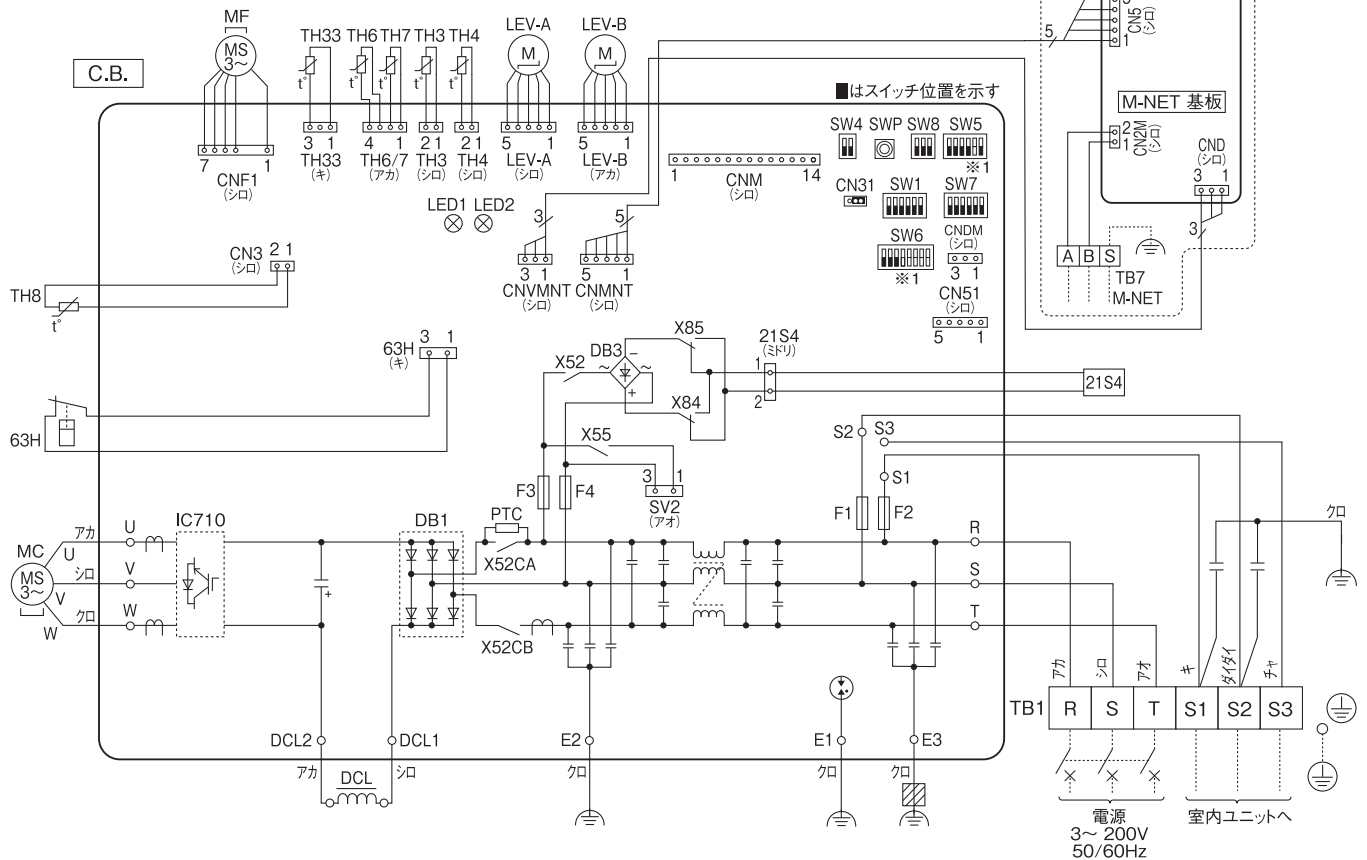 MF
MS
3~
TH33 TH6 TH7 TH3 TH4
t° t° t° t° t°
LEV-A
M
LEV-B
M
C.B.
7 1
CNF1
(シロ)
3 1
TH33
(キ)
4 1
TH6/7
(アカ)
21
TH3
(シロ)
21
TH4
(シロ)
5 1
LEV-A
(シロ)
5 1
LEV-B
(アカ)
1 14
CNM
(シロ)
■はスイッチ位置を示す
SW4 SWP SW8 SW5
※1
CN31 SW1 SW7
SW6
※1
CNDM
(シロ)
3 1
CN51
(シロ)
5 1
5
CN5
(シロ)
1
M-NET 基板
2
1
CN2M
(シロ)
CND
(シロ)
3 1
3
A B S
TB7
M-NET
LED1 LED2
3
3 1
CNVMNT
(シロ)
5
5 1
CNMNT
(シロ)
CN3
(シロ)
2 1
TH8
t°
63H
(キ)
3 1
63H
X52
DB3
~ − ~ +
X85
X84
21S4
(ミドリ)
1
2
21S4
X55
F3 F4
3 1
SV2
(アオ)
S2 S3
S1
F1 F2
MC
MS
3~
アカ U
シロ V
クロ W
U
V
W
IC710
+
DB1
PTC
X52CA
X52CB
R
S
T
クロ
DCL2 DCL1
アカ DCL シロ
E2
クロ
E1
クロ
E3
クロ
アカ シロ アオ キ ダイダイ チャ
TB1 R S T S1 S2 S3
電源
3~ 200V
50/60Hz
室内ユニットへ